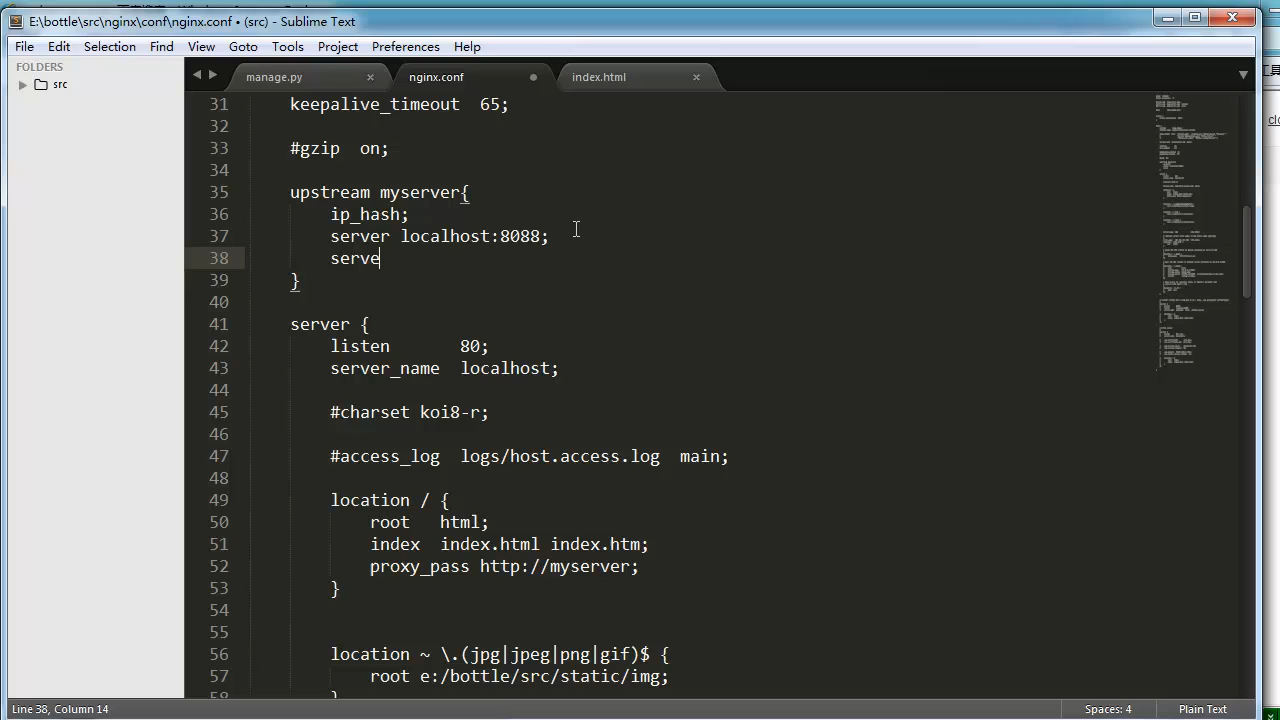 E:\bottle\src\nginx\conf\nginx.conf • (src) - Sublime Text
File Edit Selection Find View Goto Tools Project Preferences Help
FOLDERS
src
manage.py nginx.conf index.html
31 keepalive_timeout  65;
32
33 #gzip  on;
34
35 upstream myserver{
36 ip_hash;
37 server localhost:8088;
38 serve
39 }
40
41 server {
42 listen       80;
43 server_name  localhost;
44
45 #charset koi8-r;
46
47 #access_log  logs/host.access.log  main;
48
49 location / {
50 root   html;
51 index  index.html index.htm;
52 proxy_pass http://myserver;
53 }
54
55
56 location ~ \.(jpg|jpeg|png|gif)$ {
57 root e:/bottle/src/static/img;
58 }
Line 38, Column 14 Spaces: 4 Plain Text